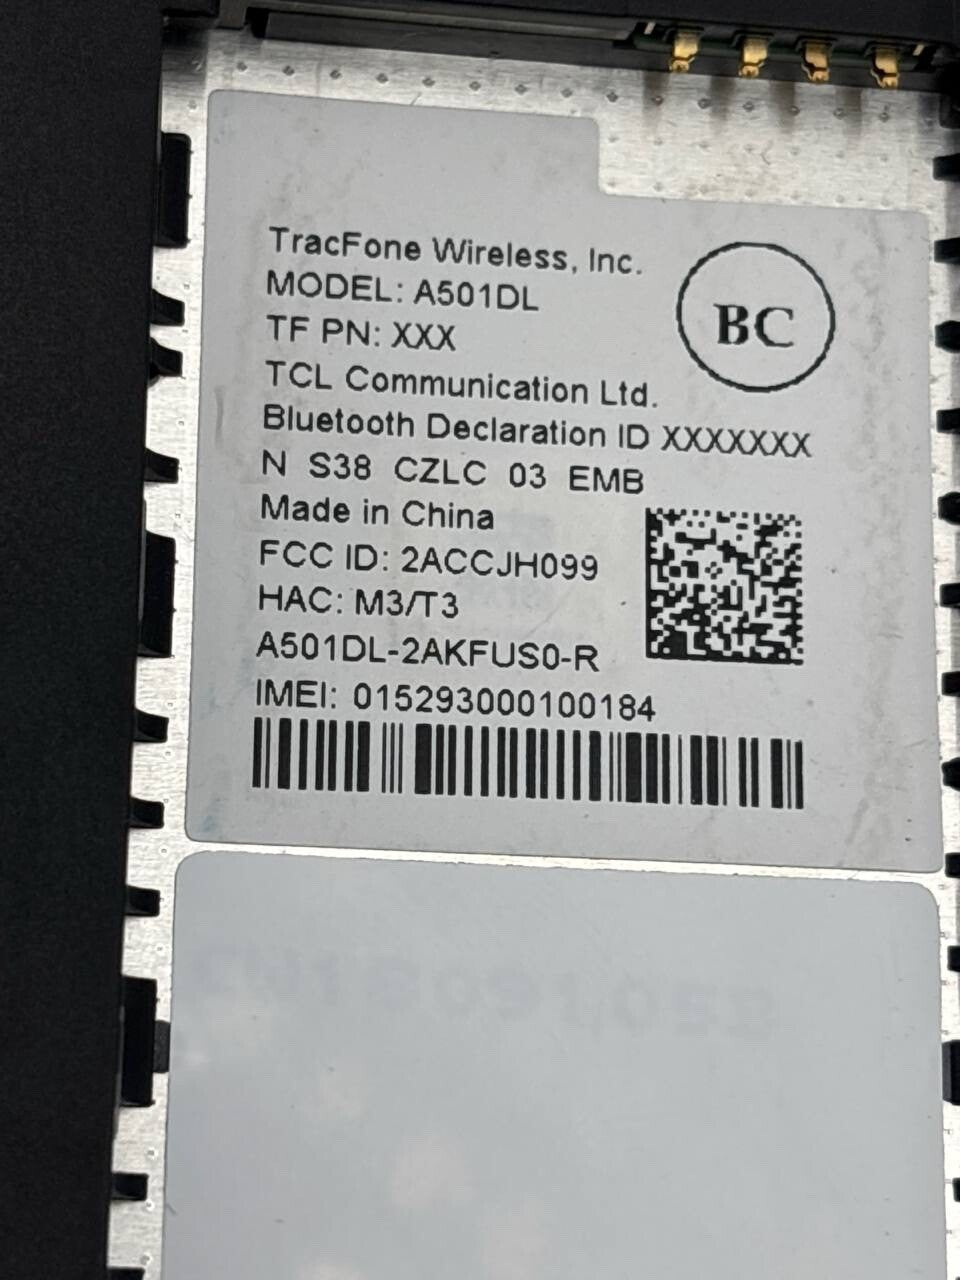 TracFone Wireless, Inc.
MODEL: A501DL
BC
TF PN: XXX
TCL Communication Ltd.
Bluetooth Declaration ID XXXXXXX
N S38 CZLC 03 EMB
Made in China
FCC ID: 2ACCJH099
HAC: M3/T3
A501DL-2AKFUS0-R
IMEI: 015293000100184